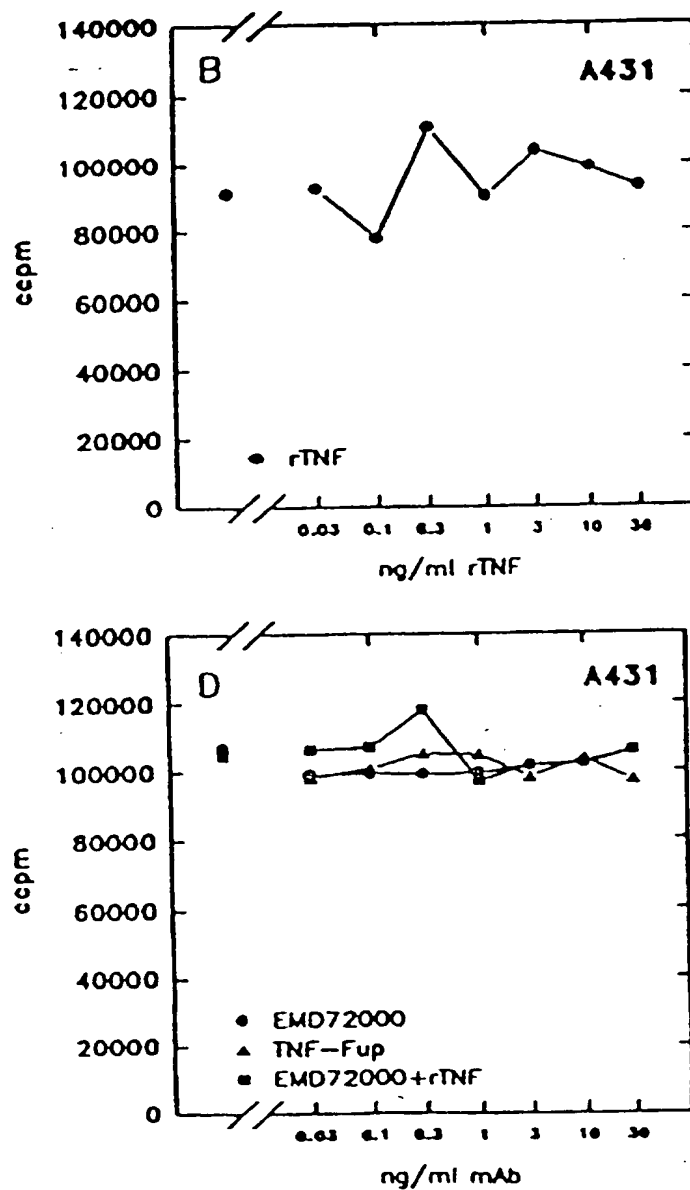 140000
B
A431
120000
100000
80000
60000
40000
20000
0
ccpm
rTNF
0.03 0.1 0.3 1 3 10 30
ng/ml rTNF
140000
D
A431
120000
100000
80000
60000
40000
20000
0
ccpm
EMD72000
TNF-Fup
EMD72000+rTNF
0.03 0.1 0.3 1 3 10 30
ng/ml mAb